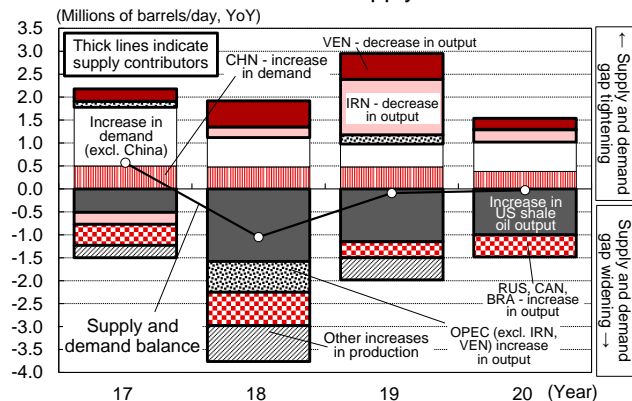 (Millions of barrels/day, YoY)
3.5
3.0
2.5
2.0
1.5
1.0
0.5
0.0
-0.5
-1.0
-1.5
-2.0
-2.5
-3.0
-3.5
-4.0
Thick lines indicate
supply contributors
CHN - increase
in demand
VEN - decrease in output
IRN - decrease
in output
Increase in
demand
(excl. China)
Increase in
US shale
oil output
RUS, CAN,
BRA - increase
in output
OPEC (excl. IRN,
VEN) increase
in output
Other increases
in production
Supply and
demand balance
17
18
19
20
(Year)
← Supply and demand
gap tightening
Supply and demand
gap widening →